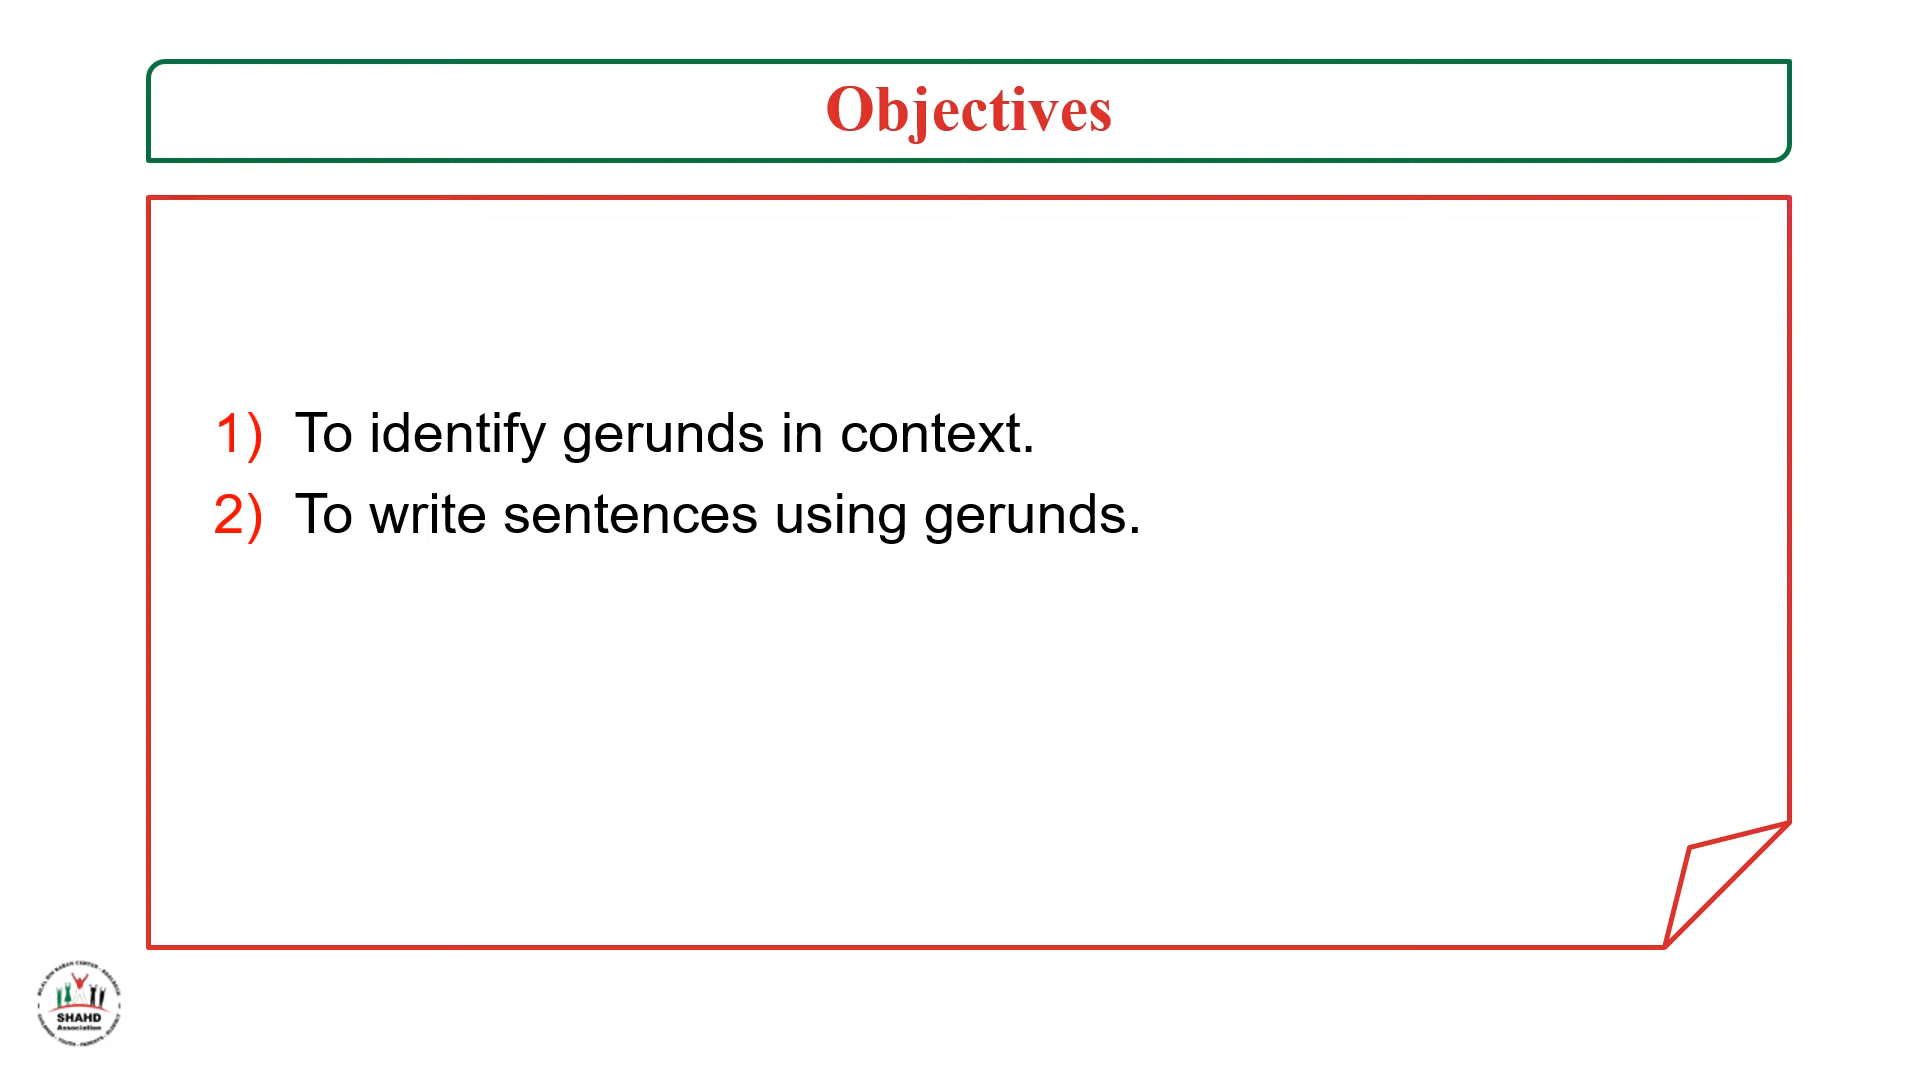 Objectives
1) To identify gerunds in context.
2) To write sentences using gerunds.
SHAHD
Association